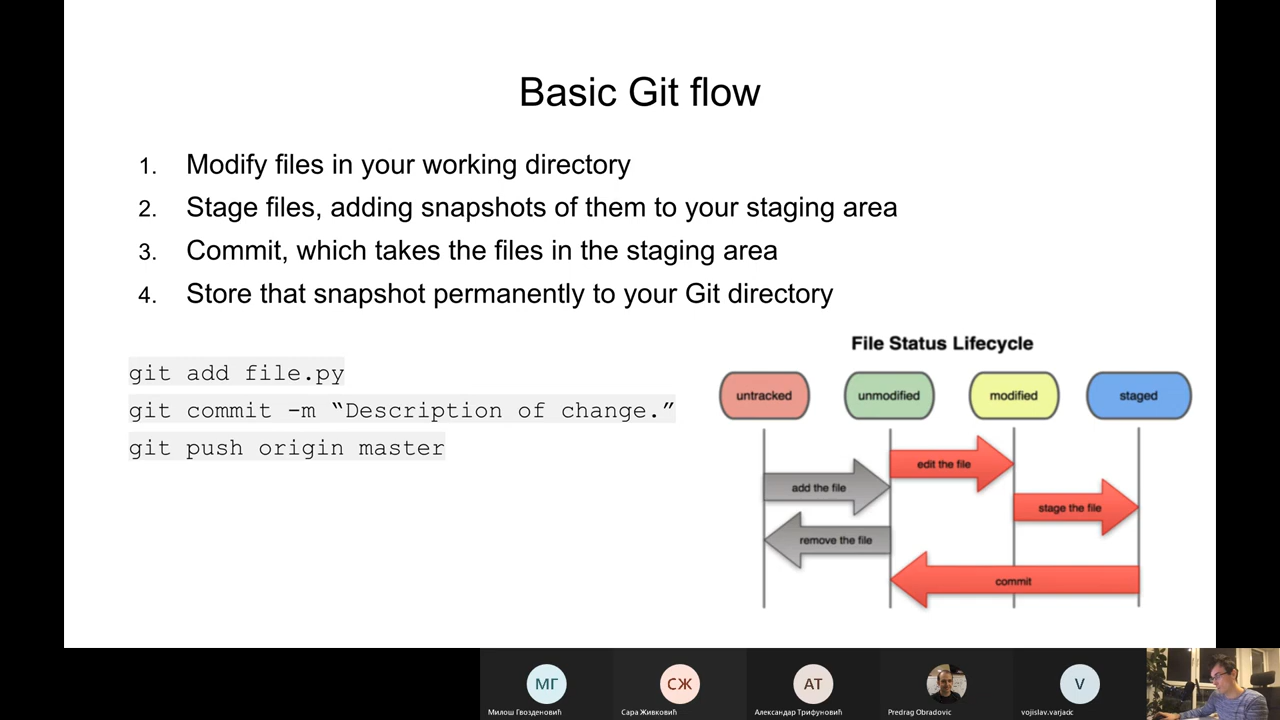 Basic Git flow
1. Modify files in your working directory
2. Stage files, adding snapshots of them to your staging area
3. Commit, which takes the files in the staging area
4. Store that snapshot permanently to your Git directory
git add file.py
git commit -m “Description of change.”
git push origin master
File Status Lifecycle
untracked unmodified modified staged
edit the file
add the file
stage the file
remove the file
commit
МГ СЖ АТ V
Милош Гвозденовић Сара Живковић Александар Трифуновић Predrag Obradovic vojislav.varjacic